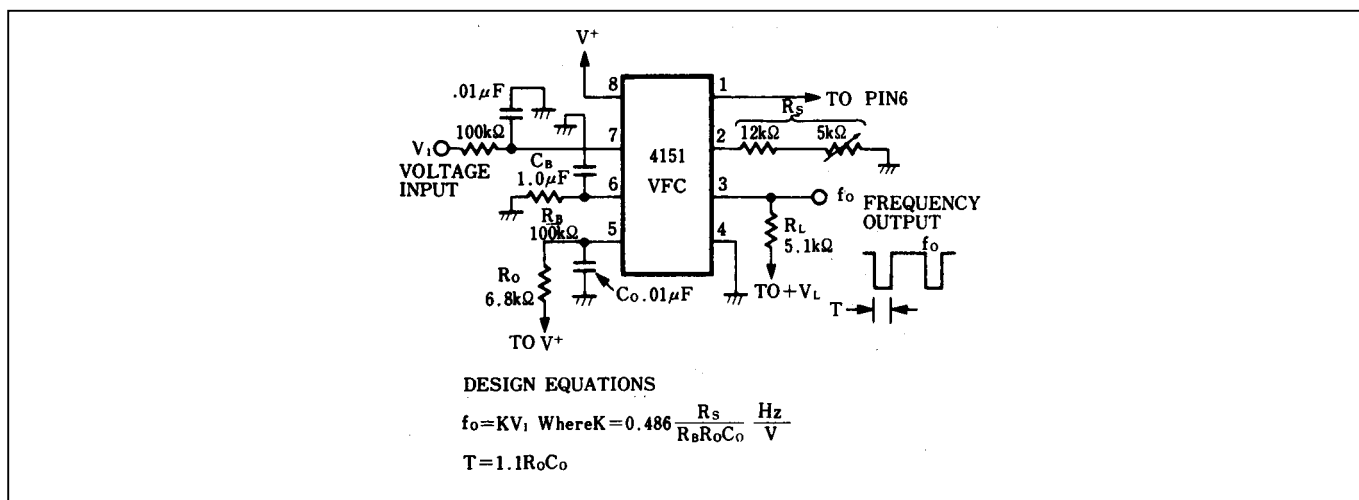 V+
8
1
TO PIN6
.01μF
RS
100kΩ
7
2
12kΩ
5kΩ
V₁
VOLTAGE
INPUT
CB
1.0μF
4151
VFC
6
3
fo
FREQUENCY
OUTPUT
RB
100kΩ
5
4
RL
5.1kΩ
fo
Ro
6.8kΩ
Co.01μF
TO+VL
T
TO V+
DESIGN EQUATIONS
fo=KV₁ WhereK=0.486 RS/RBRoCo Hz/V
T=1.1RoCo